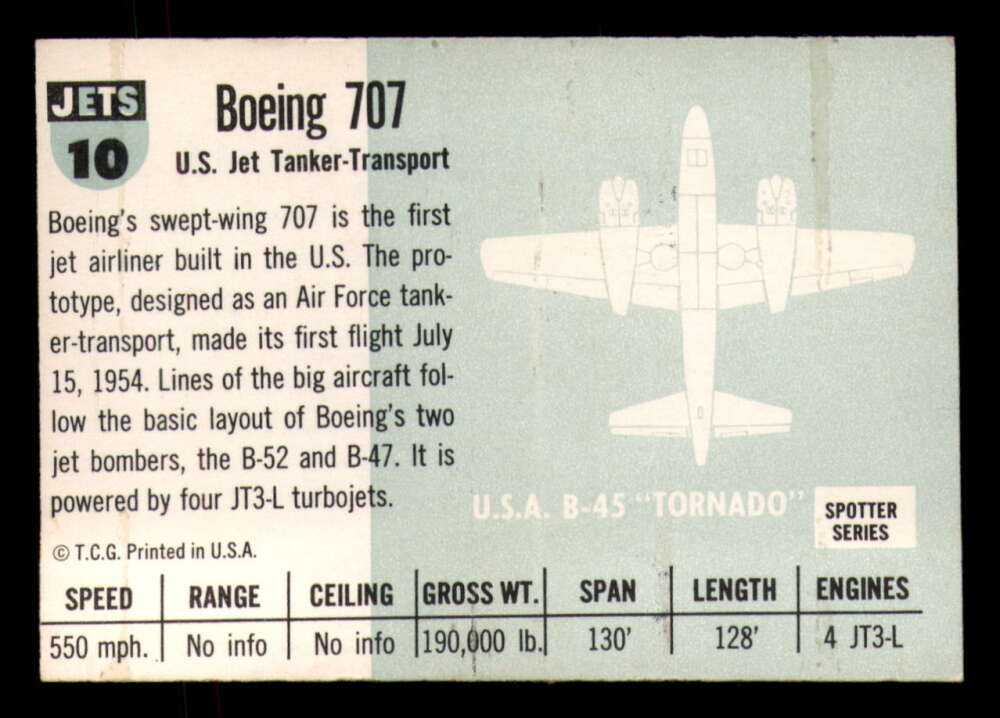 JETS
10
Boeing 707
U.S. Jet Tanker-Transport
Boeing's swept-wing 707 is the first
jet airliner built in the U.S. The pro-
totype, designed as an Air Force tank-
er-transport, made its first flight July
15, 1954. Lines of the big aircraft fol-
low the basic layout of Boeing's two
jet bombers, the B-52 and B-47. It is
powered by four JT3-L turbojets.
© T.C.G. Printed in U.S.A.
U.S.A. B-45 "TORNADO"
SPOTTER
SERIES
SPEED RANGE CEILING GROSS WT. SPAN LENGTH ENGINES
550 mph. No info No info 190,000 lb. 130' 128' 4 JT3-L